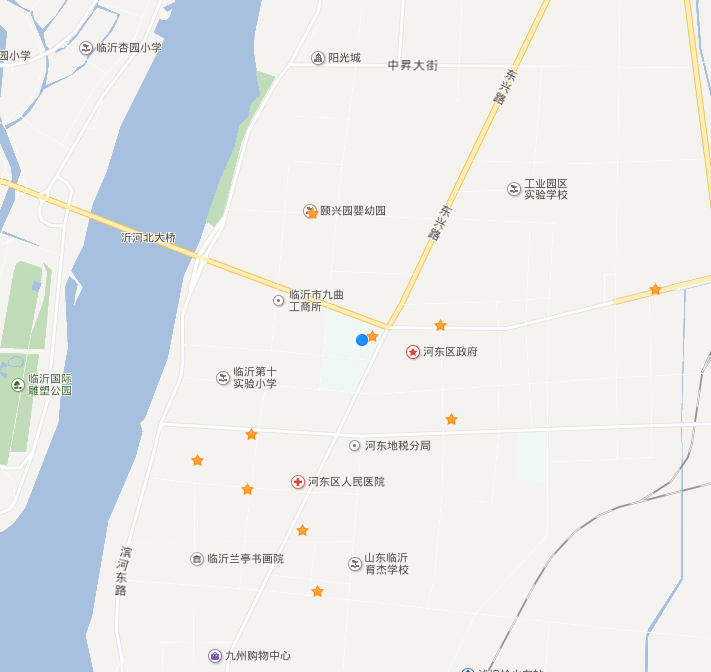 临沂杏园小学
园小学
阳光城
中昇大街
东兴路
工业园区
实验学校
颐兴园婴幼园
东兴路
沂河北大桥
临沂市九曲
工商所
河东区政府
临沂第十
实验小学
临沂国际
雕塑公园
河东地税分局
河东区人民医院
滨河东路
临沂兰亭书画院
山东临沂
育杰学校
九州购物中心